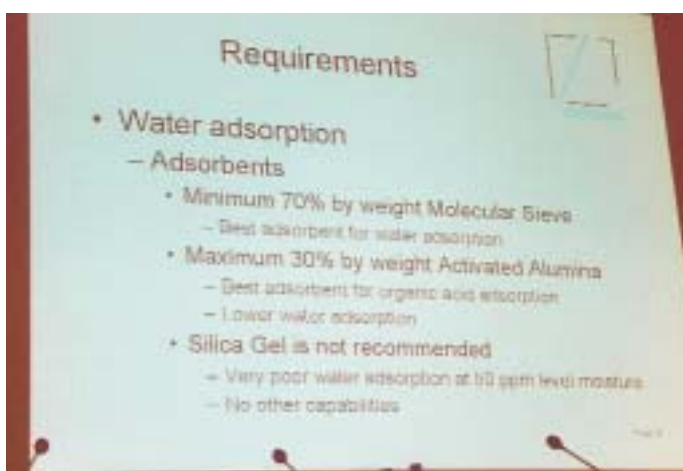 Requirements
• Water adsorption
– Adsorbents
• Minimum 70% by weight Molecular Sieve
– Best adsorbent for water adsorption
• Maximum 30% by weight Activated Alumina
– Best adsorbent for organic acid adsorption
– Lower water adsorption
• Silica Gel is not recommended
– Very poor water adsorption at 50 ppm level moisture
– No other capabilities